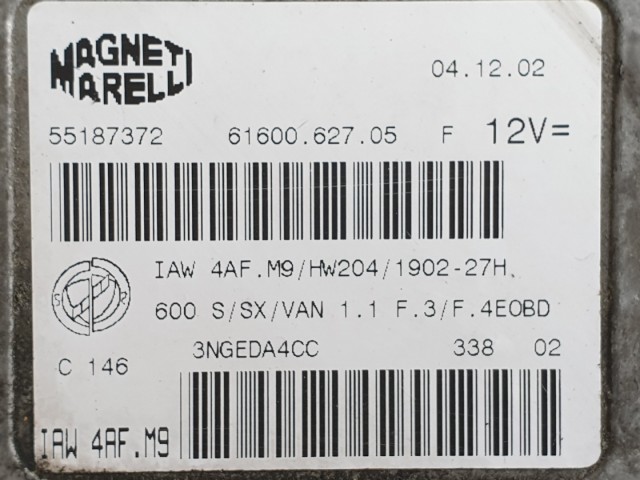 MAGNETI
MARELLI
04.12.02
55187372 61600.627.05 F 12V=
IAW 4AF.M9/HW204/1902-27H
600 S/SX/VAN 1.1 F.3/F.4EOBD
S R
C 146
3NGEDA4CC 338 02
IAW 4AF.M9